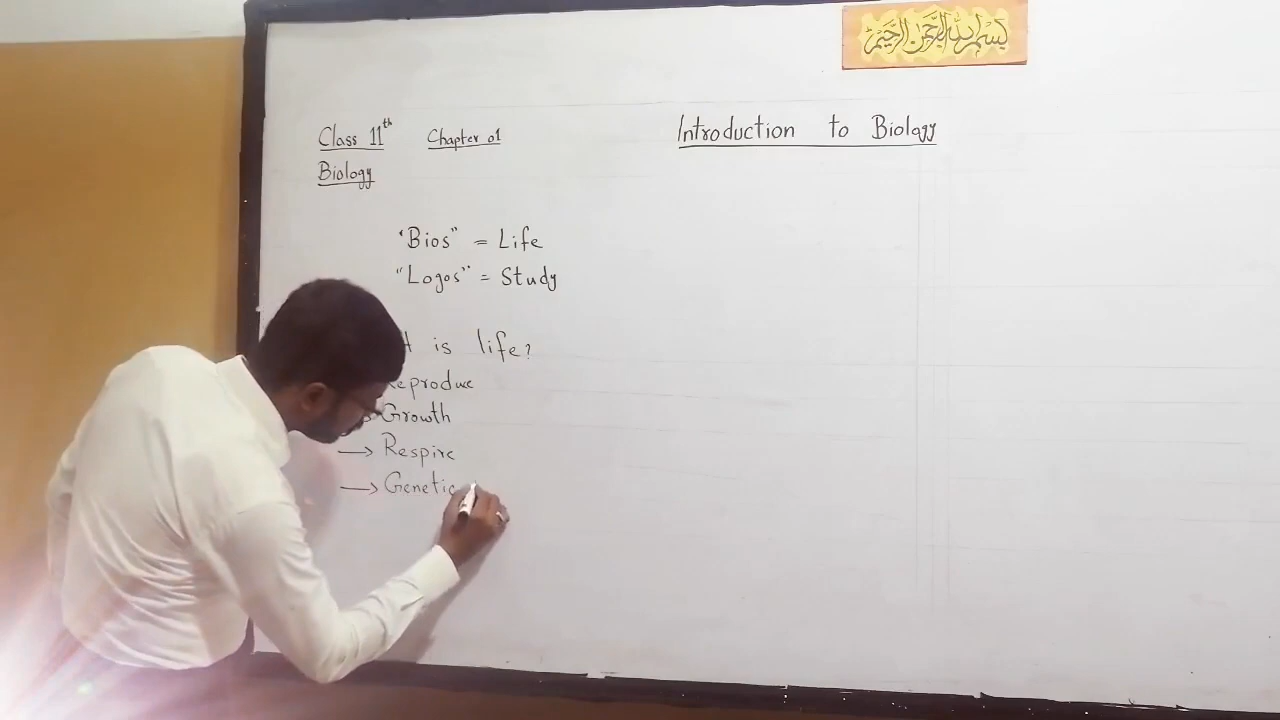 بسم الله الرحمن الرحيم
Class 11th Chapter 01
Biology
Introduction to Biology
"Bios" = Life
"Logos" = Study
is life?
Reproduce
Growth
→ Respire
→ Genetic